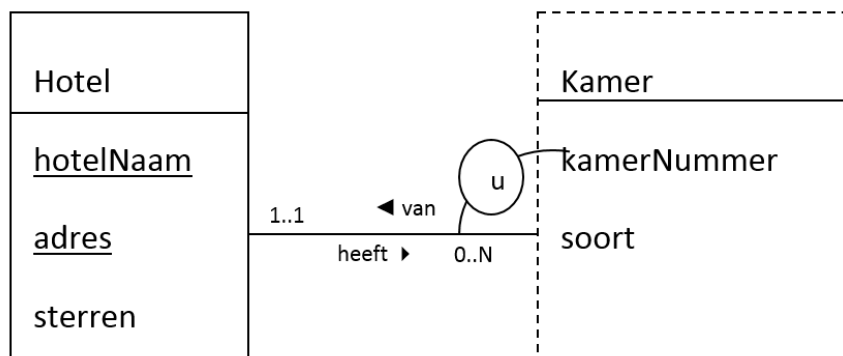 Hotel
hotelNaam
adres
sterren
1..1
◄ van
heeft ►
0..N
u
Kamer
kamerNummer
soort